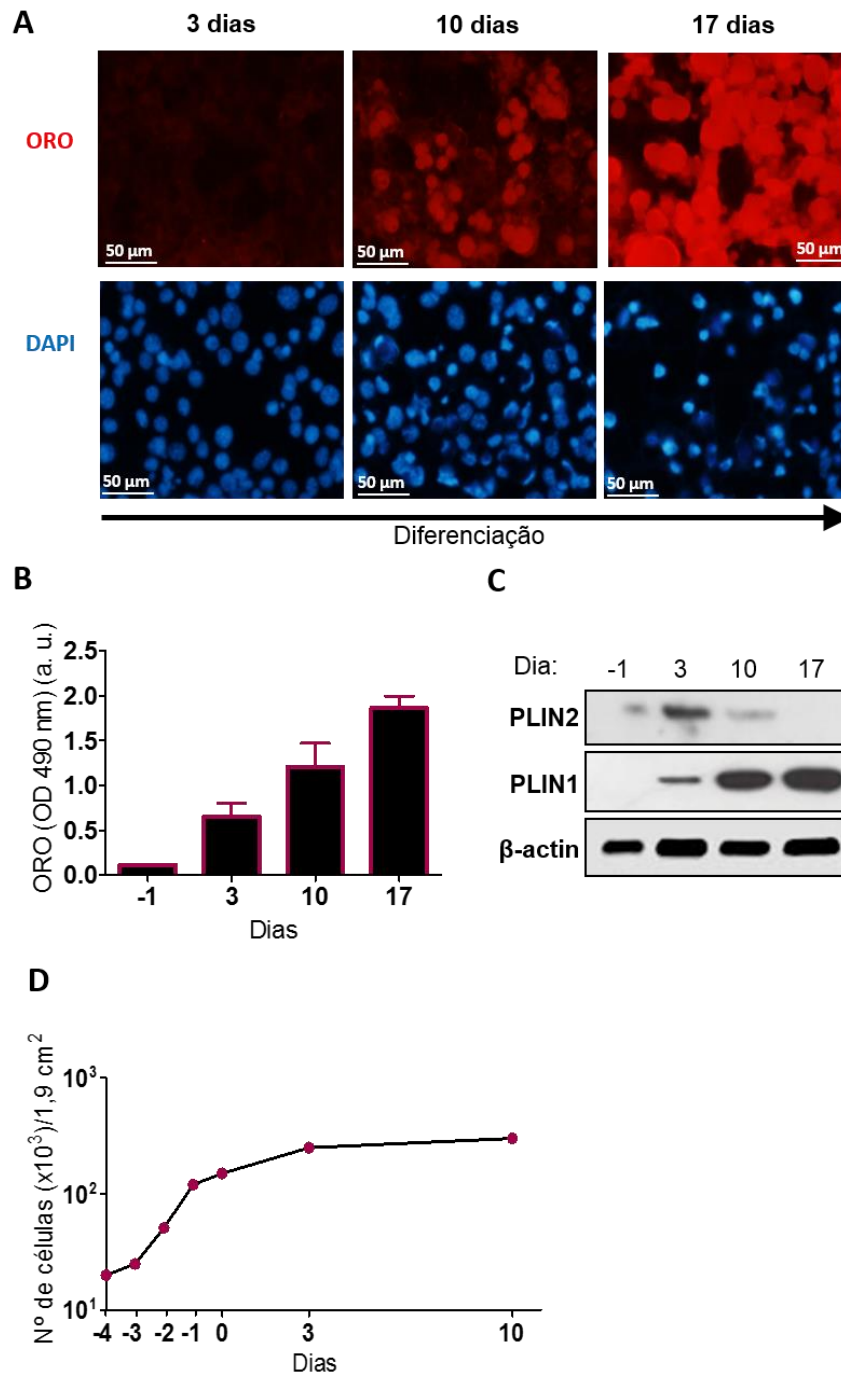 A
3 dias 10 dias 17 dias
ORO
50 µm 50 µm 50 µm
DAPI
50 µm 50 µm 50 µm
Diferenciação
B
ORO (OD 490 nm) (a. u.)
2.5
2.0
1.5
1.0
0.5
0.0
-1 3 10 17
Dias
C
Dia: -1 3 10 17
PLIN2
PLIN1
β-actin
D
Nº de células (x10³)/1,9 cm²
10³
10²
10¹
-4 -3 -2 -1 0 3 10
Dias